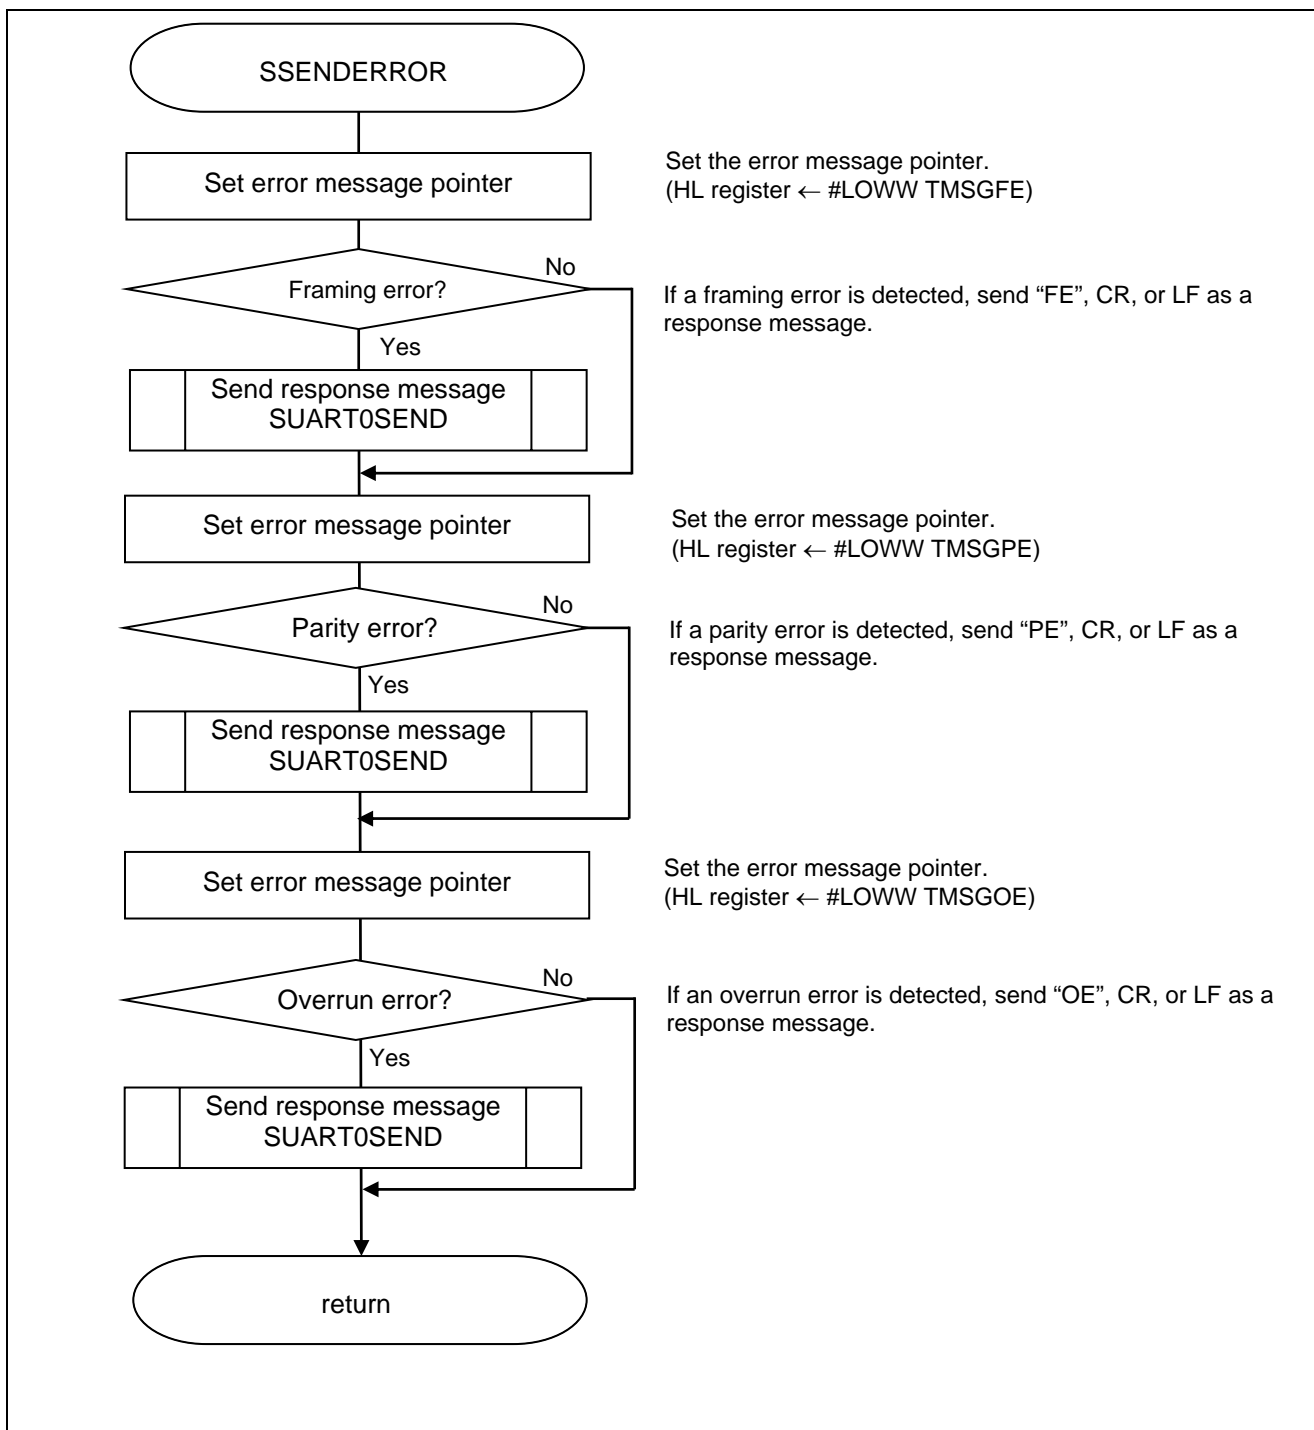 SSENDERROR
Set error message pointer
Set the error message pointer.
(HL register ← #LOWW TMSGFE)
No
Framing error?
If a framing error is detected, send “FE”, CR, or LF as a
response message.
Yes
Send response message
SUART0SEND
Set error message pointer
Set the error message pointer.
(HL register ← #LOWW TMSGPE)
No
Parity error?
If a parity error is detected, send “PE”, CR, or LF as a
response message.
Yes
Send response message
SUART0SEND
Set error message pointer
Set the error message pointer.
(HL register ← #LOWW TMSGOE)
No
Overrun error?
If an overrun error is detected, send “OE”, CR, or LF as a
response message.
Yes
Send response message
SUART0SEND
return